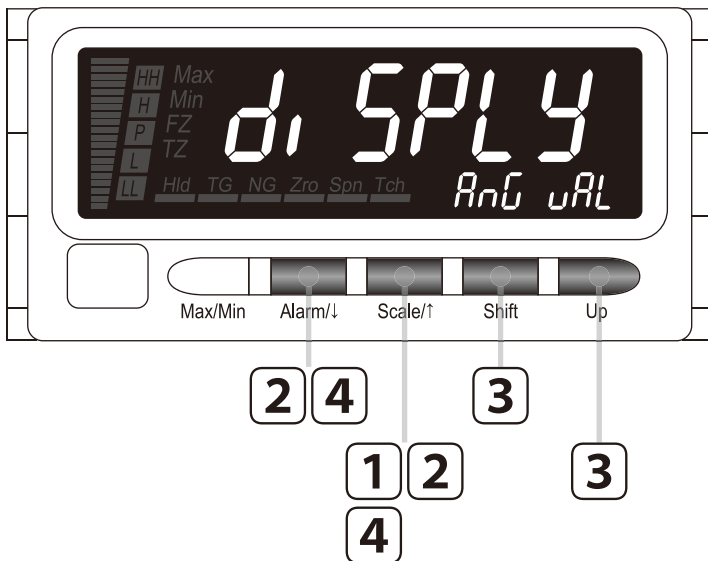 HH Max
H Min
P FZ
L TZ
LL
di SPLY
Hld TG NG Zro Spn Tch
AnG vAL
Max/Min Alarm/↓ Scale/↑ Shift Up
2 4 3
1 2 3
4